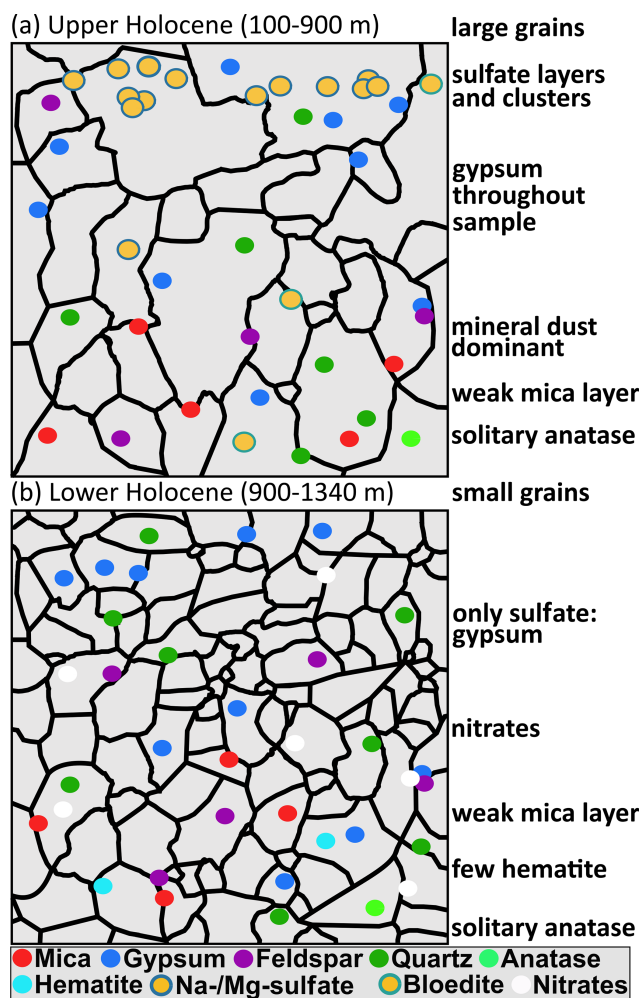 (a) Upper Holocene (100-900 m)
large grains
sulfate layers
and clusters
gypsum
throughout
sample
mineral dust
dominant
weak mica layer
solitary anatase
(b) Lower Holocene (900-1340 m)
small grains
only sulfate:
gypsum
nitrates
weak mica layer
few hematite
solitary anatase
Mica Gypsum Feldspar Quartz Anatase
Hematite Na-/Mg-sulfate Bloedite Nitrates